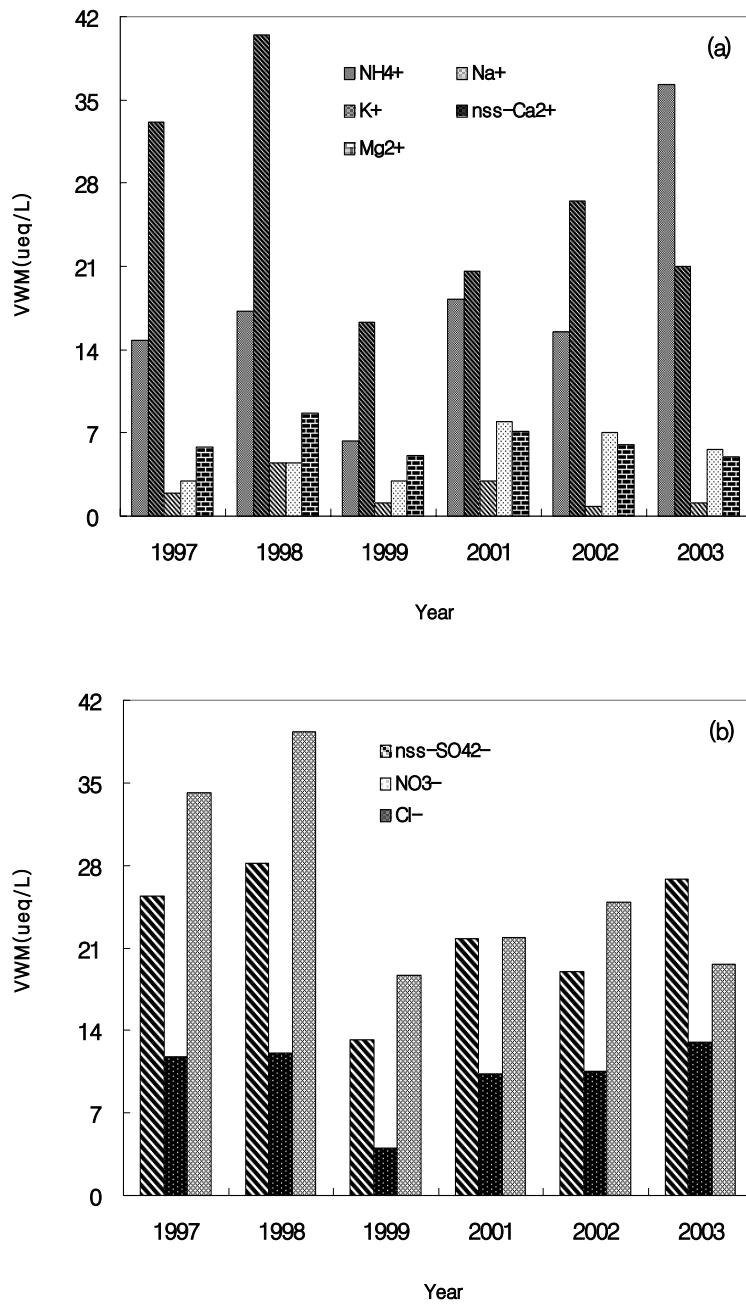 (a)
42
35
28
21
14
7
0
VWM(ueq/L)
NH4+ Na+
K+ nss-Ca2+
Mg2+
1997 1998 1999 2001 2002 2003
Year
(b)
42
35
28
21
14
7
0
VWM(ueq/L)
nss-SO42-
NO3-
Cl-
1997 1998 1999 2001 2002 2003
Year